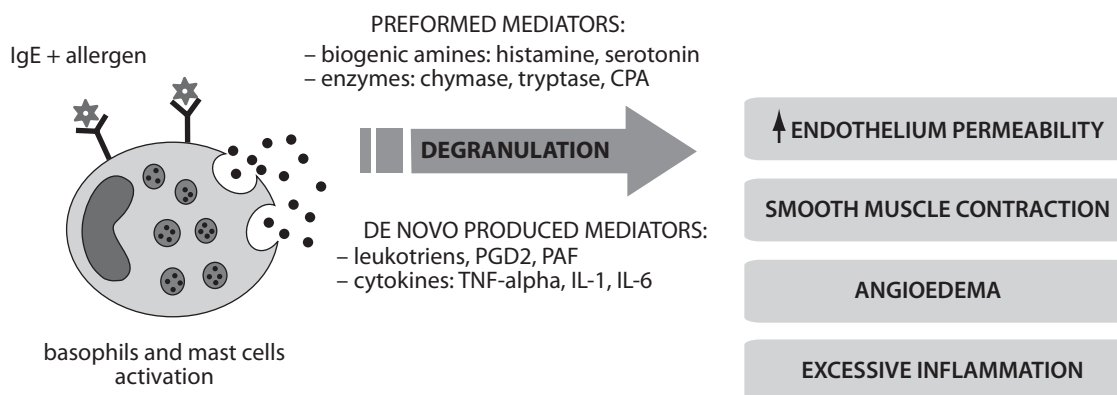 PREFORMED MEDIATORS:
– biogenic amines: histamine, serotonin
– enzymes: chymase, tryptase, CPA
IgE + allergen
DEGRANULATION
DE NOVO PRODUCED MEDIATORS:
– leukotriens, PGD2, PAF
– cytokines: TNF-alpha, IL-1, IL-6
basophils and mast cells
activation
ENDOTHELIUM PERMEABILITY
SMOOTH MUSCLE CONTRACTION
ANGIOEDEMA
EXCESSIVE INFLAMMATION